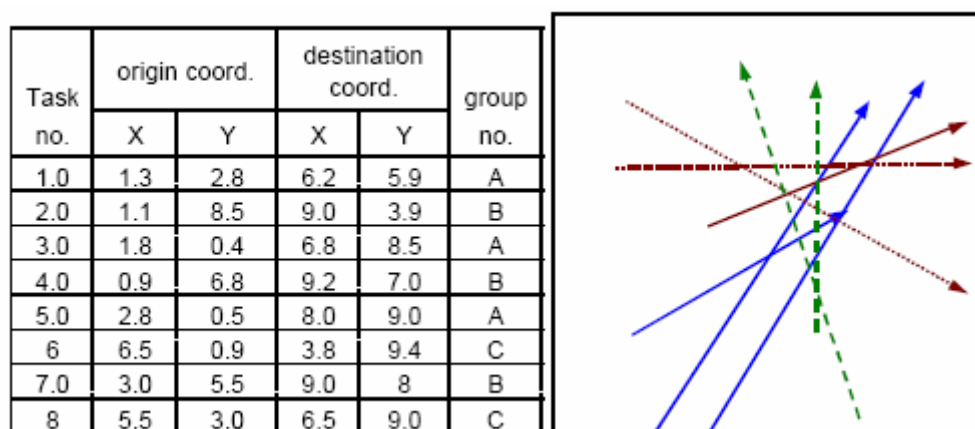 Task no. origin coord. destination coord. group no.
X Y X Y
1.0 1.3 2.8 6.2 5.9 A
2.0 1.1 8.5 9.0 3.9 B
3.0 1.8 0.4 6.8 8.5 A
4.0 0.9 6.8 9.2 7.0 B
5.0 2.8 0.5 8.0 9.0 A
6 6.5 0.9 3.8 9.4 C
7.0 3.0 5.5 9.0 8 B
8 5.5 3.0 6.5 9.0 C